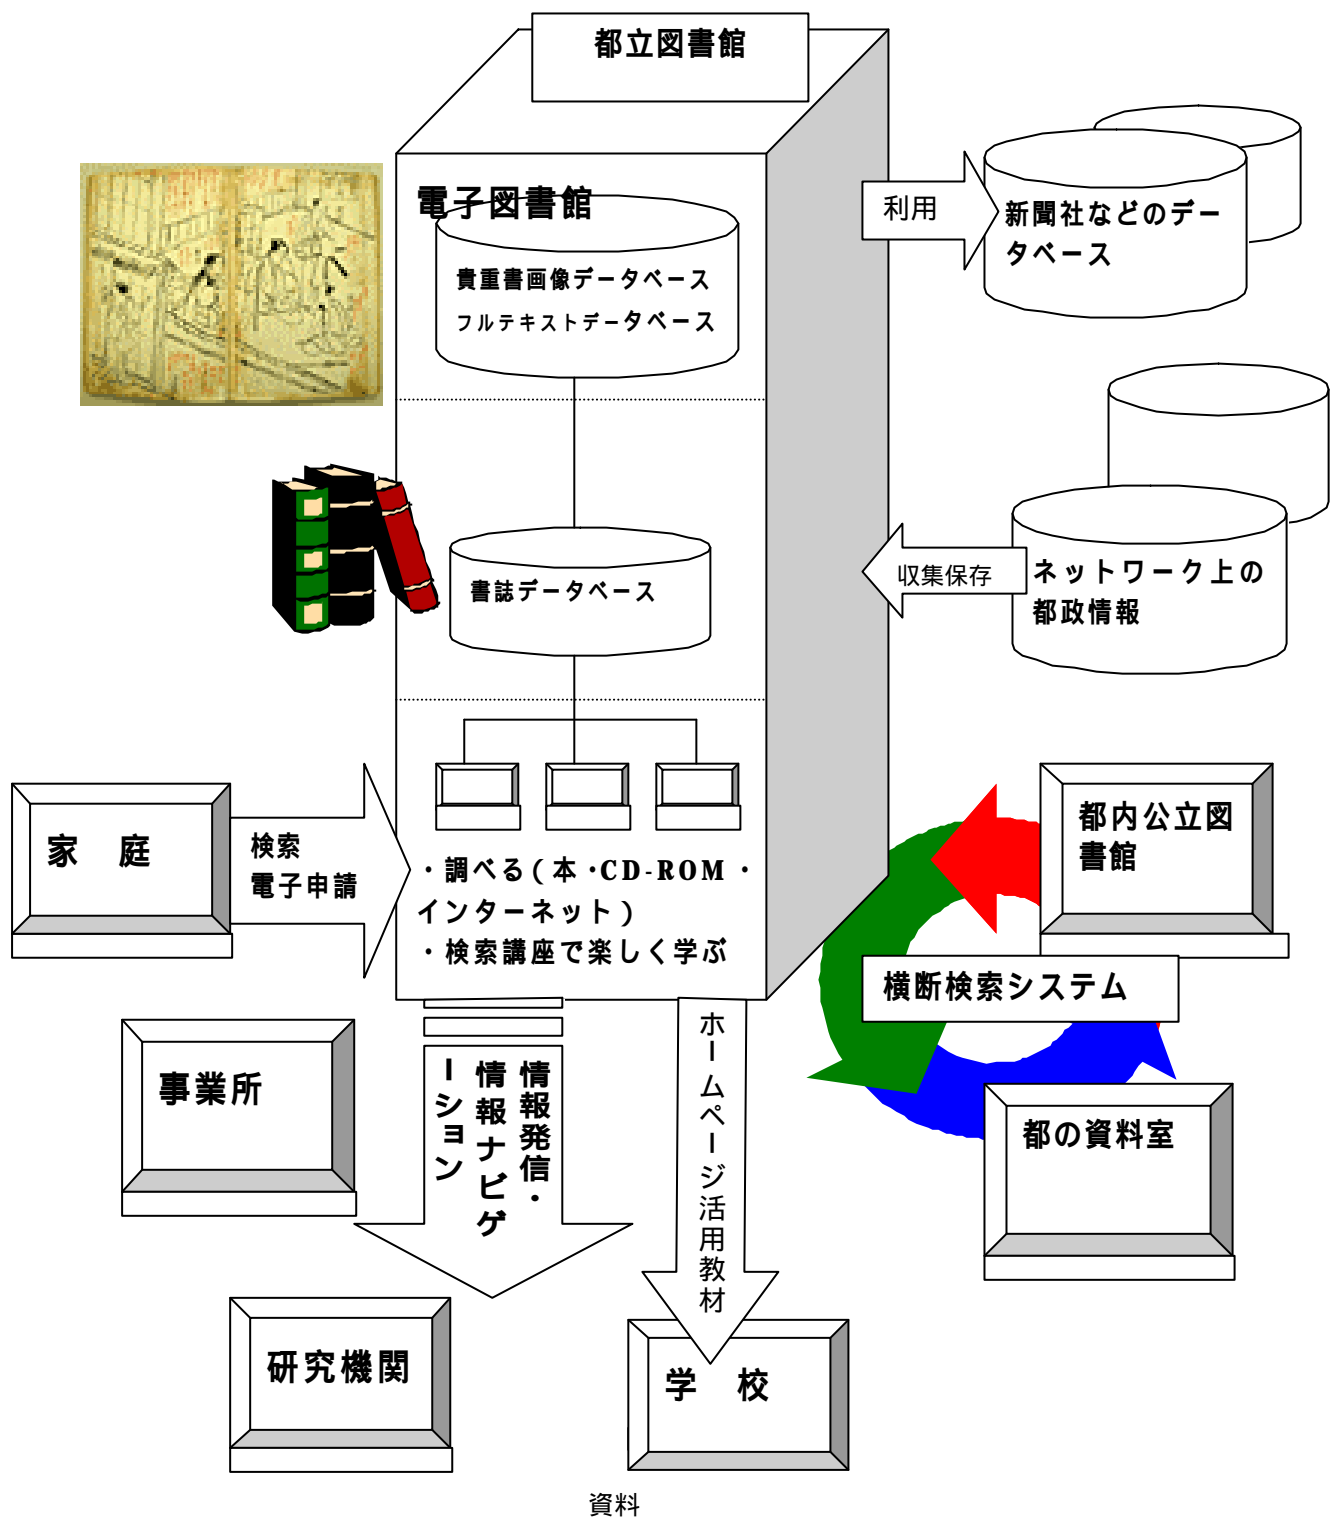 都立図書館
電子図書館
貴重書画像データベース
フルテキストデータベース
利用
新聞社などのデー
タベース
書誌データベース
収集保存
ネットワーク上の
都政情報
家　庭
検索
電子申請
・調べる(本・CD-ROM・
インターネット)
・検索講座で楽しく学ぶ
都内公立図
書館
横断検索システム
事業所
情報発信・
情報ナビゲ
ーション
ホームページ活用教材
都の資料室
研究機関
学　校
資料